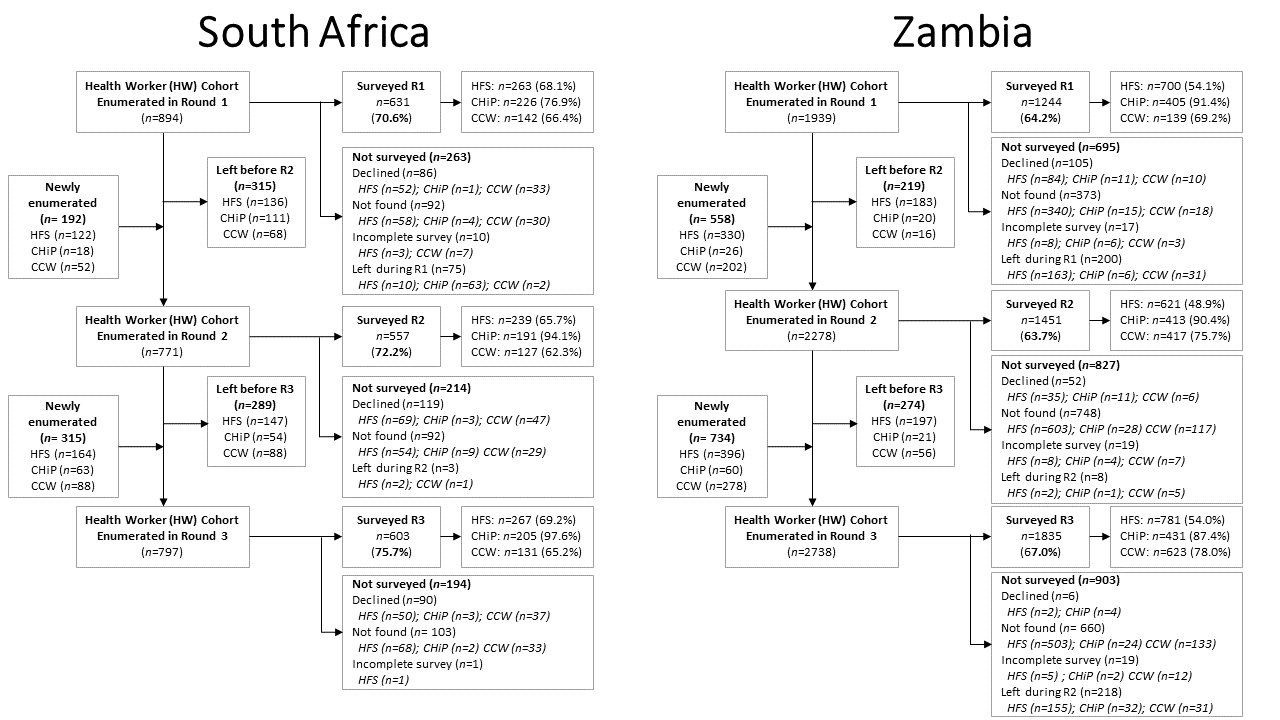 South Africa
Health Worker (HW) Cohort
Enumerated in Round 1
(n=894)
Surveyed R1
n=631
(70.6%)
HFS: n=263 (68.1%)
CHiP: n=226 (76.9%)
CCW: n=142 (66.4%)
Not surveyed (n=263)
Declined (n=86)
HFS (n=52); CHiP (n=1); CCW (n=33)
Not found (n=92)
HFS (n=58); CHiP (n=4); CCW (n=30)
Incomplete survey (n=10)
HFS (n=3); CCW (n=7)
Left during R1 (n=75)
HFS (n=10); CHiP (n=63); CCW (n=2)
Left before R2
(n=315)
HFS (n=136)
CHiP (n=111)
CCW (n=68)
Newly
enumerated
(n= 192)
HFS (n=122)
CHiP (n=18)
CCW (n=52)
Health Worker (HW) Cohort
Enumerated in Round 2
(n=771)
Surveyed R2
n=557
(72.2%)
HFS: n=239 (65.7%)
CHiP: n=191 (94.1%)
CCW: n=127 (62.3%)
Not surveyed (n=214)
Declined (n=119)
HFS (n=69); CHiP (n=3); CCW (n=47)
Not found (n=92)
HFS (n=54); CHiP (n=9) CCW (n=29)
Left during R2 (n=3)
HFS (n=2); CCW (n=1)
Left before R3
(n=289)
HFS (n=147)
CHiP (n=54)
CCW (n=88)
Newly
enumerated
(n= 315)
HFS (n=164)
CHiP (n=63)
CCW (n=88)
Health Worker (HW) Cohort
Enumerated in Round 3
(n=797)
Surveyed R3
n=603
(75.7%)
HFS: n=267 (69.2%)
CHiP: n=205 (97.6%)
CCW: n=131 (65.2%)
Not surveyed (n=194)
Declined (n=90)
HFS (n=50); CHiP (n=3); CCW (n=37)
Not found (n= 103)
HFS (n=68); CHiP (n=2) CCW (n=33)
Incomplete survey (n=1)
HFS (n=1)
Zambia
Health Worker (HW) Cohort
Enumerated in Round 1
(n=1939)
Surveyed R1
n=1244
(64.2%)
HFS: n=700 (54.1%)
CHiP: n=405 (91.4%)
CCW: n=139 (69.2%)
Not surveyed (n=695)
Declined (n=105)
HFS (n=84); CHiP (n=11); CCW (n=10)
Not found (n=373)
HFS (n=340); CHiP (n=15); CCW (n=18)
Incomplete survey (n=17)
HFS (n=8); CHiP (n=6); CCW (n=3)
Left during R1 (n=200)
HFS (n=163); CHiP (n=6); CCW (n=31)
Left before R2
(n=219)
HFS (n=183)
CHiP (n=20)
CCW (n=16)
Newly
enumerated
(n= 558)
HFS (n=330)
CHiP (n=26)
CCW (n=202)
Health Worker (HW) Cohort
Enumerated in Round 2
(n=2278)
Surveyed R2
n=1451
(63.7%)
HFS: n=621 (48.9%)
CHiP: n=413 (90.4%)
CCW: n=417 (75.7%)
Not surveyed (n=827)
Declined (n=52)
HFS (n=35); CHiP (n=11); CCW (n=6)
Not found (n=748)
HFS (n=603); CHiP (n=28) CCW (n=117)
Incomplete survey (n=19)
HFS (n=8); CHiP (n=4); CCW (n=7)
Left during R2 (n=8)
HFS (n=2); CHiP (n=1); CCW (n=5)
Left before R3
(n=274)
HFS (n=197)
CHiP (n=21)
CCW (n=56)
Newly
enumerated
(n= 734)
HFS (n=396)
CHiP (n=60)
CCW (n=278)
Health Worker (HW) Cohort
Enumerated in Round 3
(n=2738)
Surveyed R3
n=1835
(67.0%)
HFS: n=781 (54.0%)
CHiP: n=431 (87.4%)
CCW: n=623 (78.0%)
Not surveyed (n=903)
Declined (n=6)
HFS (n=2); CHiP (n=4)
Not found (n= 660)
HFS (n=503); CHiP (n=24) CCW (n=133)
Incomplete survey (n=19)
HFS (n=5) ; CHiP (n=2) CCW (n=12)
Left during R2 (n=218)
HFS (n=155); CHiP (n=32); CCW (n=31)